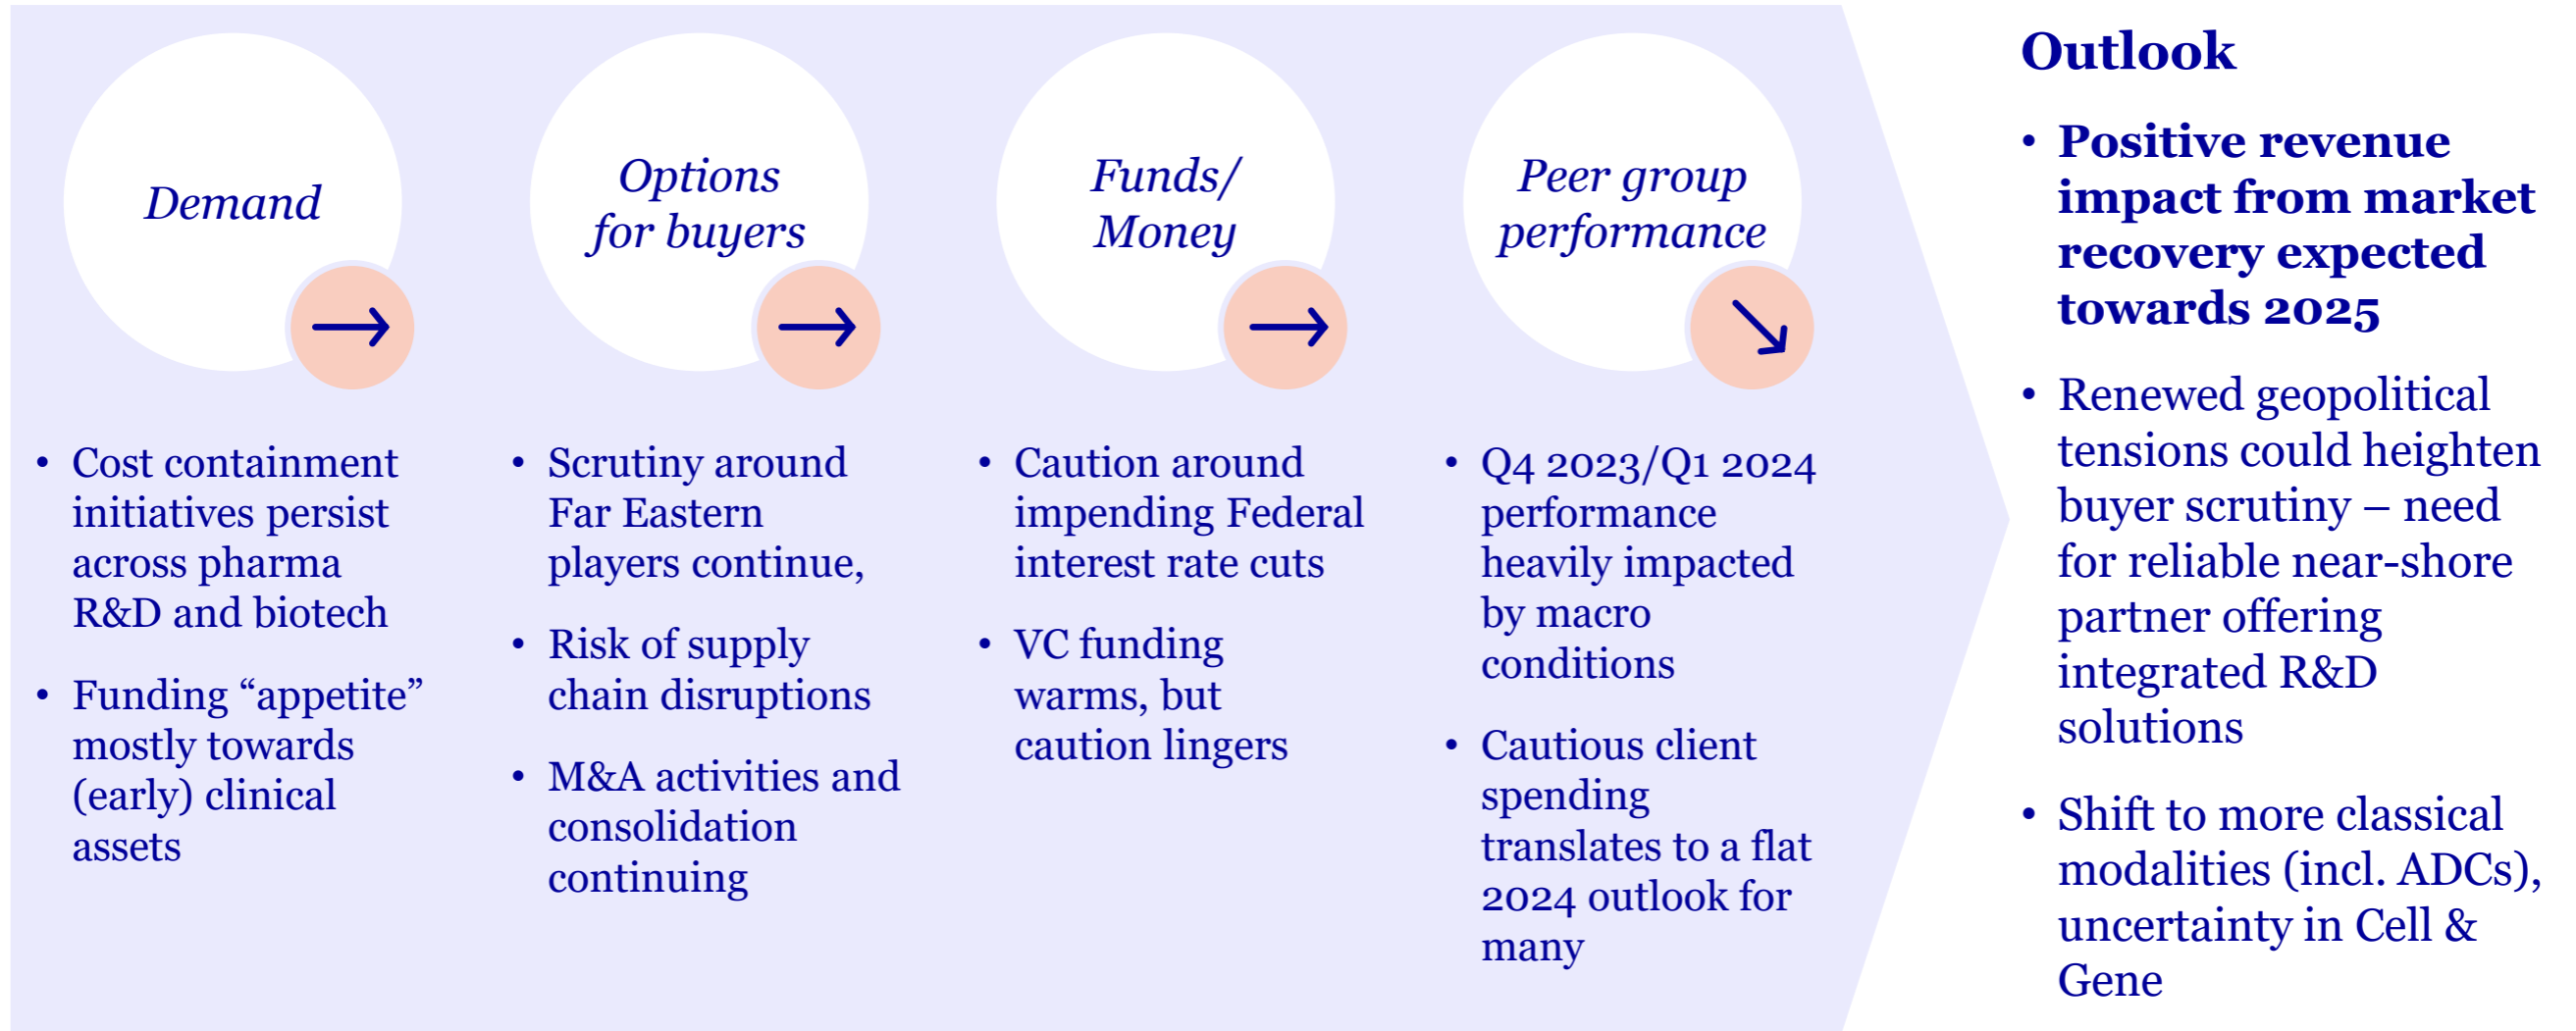 Demand
Options
for buyers
Funds/
Money
Peer group
performance
• Cost containment
initiatives persist
across pharma
R&D and biotech
• Funding “appetite”
mostly towards
(early) clinical
assets
• Scrutiny around
Far Eastern
players continue,
• Risk of supply
chain disruptions
• M&A activities and
consolidation
continuing
• Caution around
impending Federal
interest rate cuts
• VC funding
warms, but
caution lingers
• Q4 2023/Q1 2024
performance
heavily impacted
by macro
conditions
• Cautious client
spending
translates to a flat
2024 outlook for
many
Outlook
• Positive revenue
impact from market
recovery expected
towards 2025
• Renewed geopolitical
tensions could heighten
buyer scrutiny – need
for reliable near-shore
partner offering
integrated R&D
solutions
• Shift to more classical
modalities (incl. ADCs),
uncertainty in Cell &
Gene